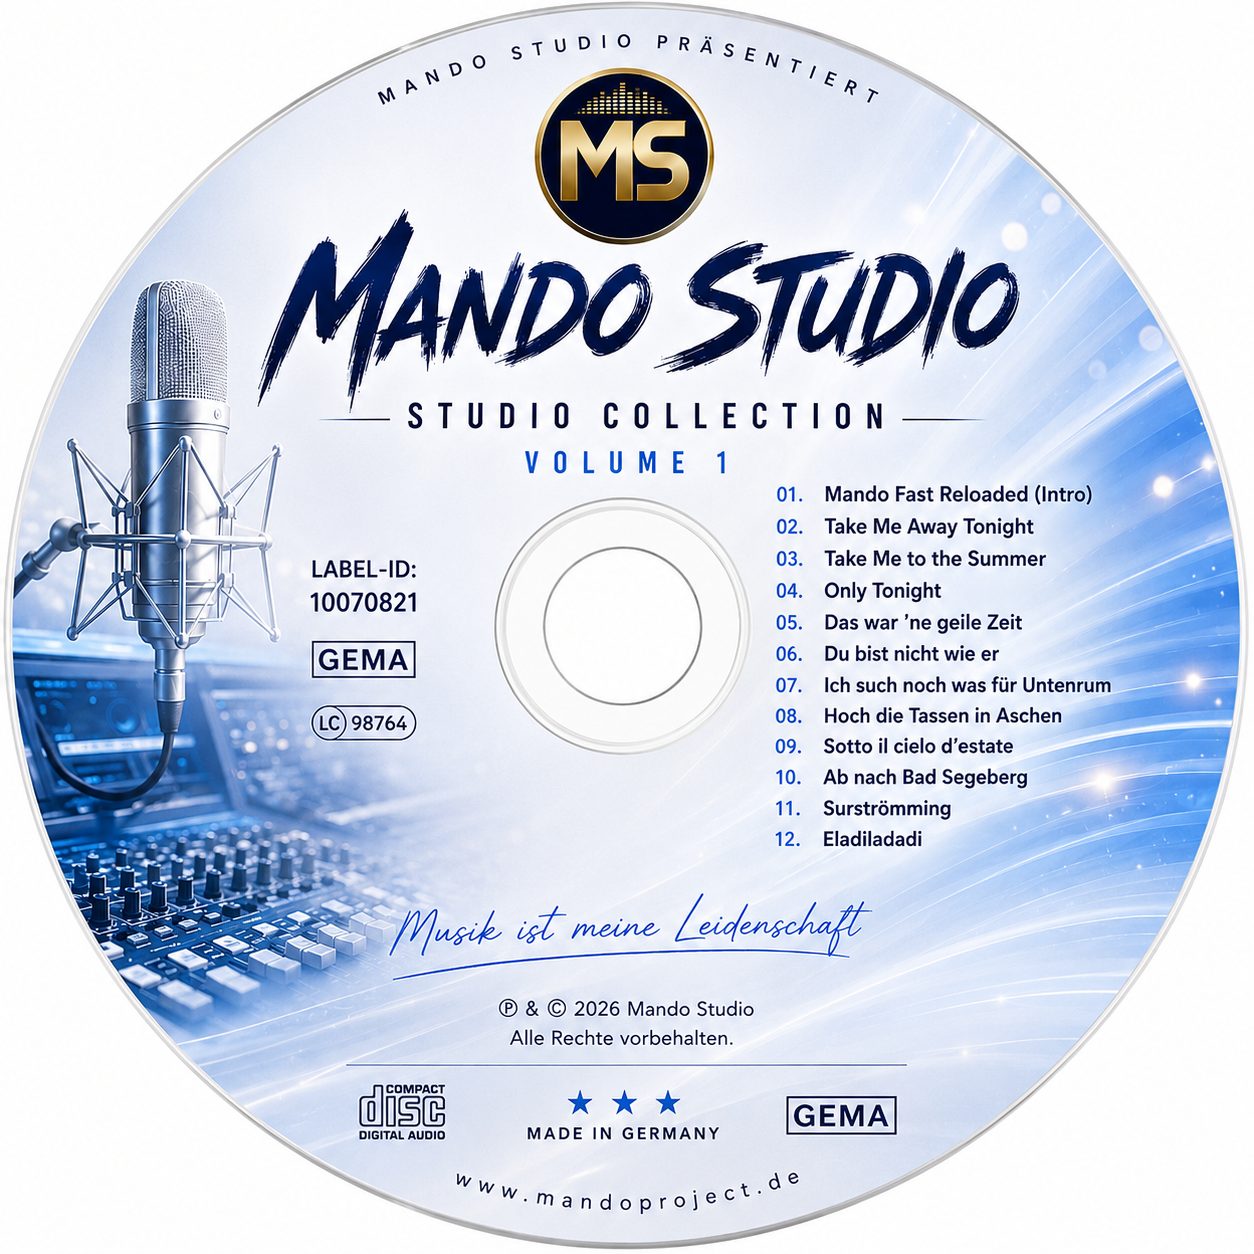 MANDO STUDIO PRÄSENTIERT
MS
MANDO STUDIO
STUDIO COLLECTION
VOLUME 1
01. Mando Fast Reloaded (Intro)
02. Take Me Away Tonight
03. Take Me to the Summer
04. Only Tonight
05. Das war ’ne geile Zeit
06. Du bist nicht wie er
07. Ich such noch was für Untenrum
08. Hoch die Tassen in Aschen
09. Sotto il cielo d’estate
10. Ab nach Bad Segeberg
11. Surströmming
12. Eladiladadi
LABEL-ID:
10070821
GEMA
LC 98764
Musik ist meine Leidenschaft
℗ & © 2026 Mando Studio
Alle Rechte vorbehalten.
COMPACT
disc
DIGITAL AUDIO
★ ★ ★
MADE IN GERMANY
GEMA
www.mandoproject.de